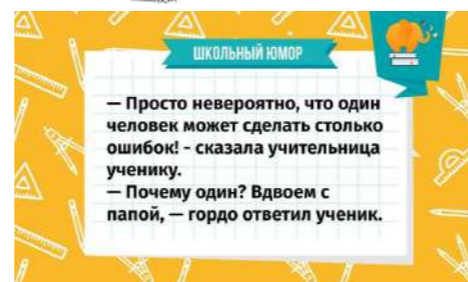 ШКОЛЬНЫЙ ЮМОР
— Просто невероятно, что один
человек может сделать столько
ошибок! - сказала учительница
ученику.
— Почему один? Вдвоем с
папой, — гордо ответил ученик.